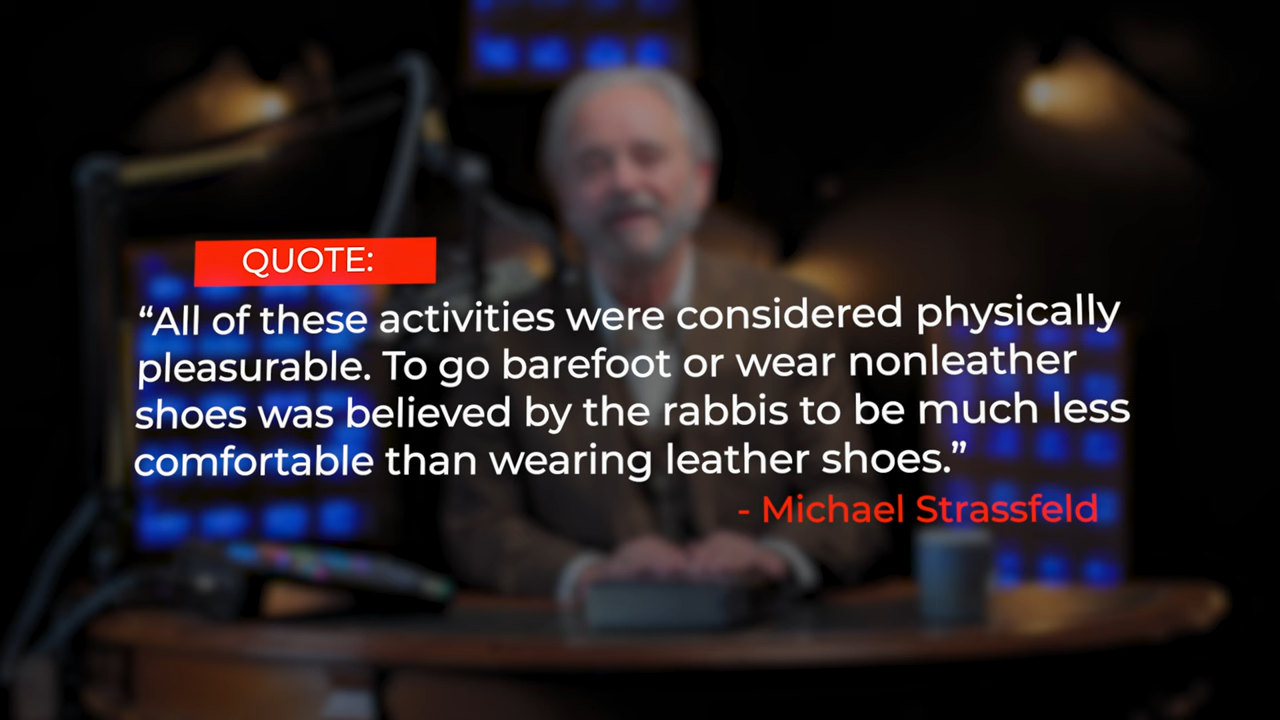 QUOTE:
“All of these activities were considered physically
pleasurable. To go barefoot or wear nonleather
shoes was believed by the rabbis to be much less
comfortable than wearing leather shoes.”
- Michael Strassfeld